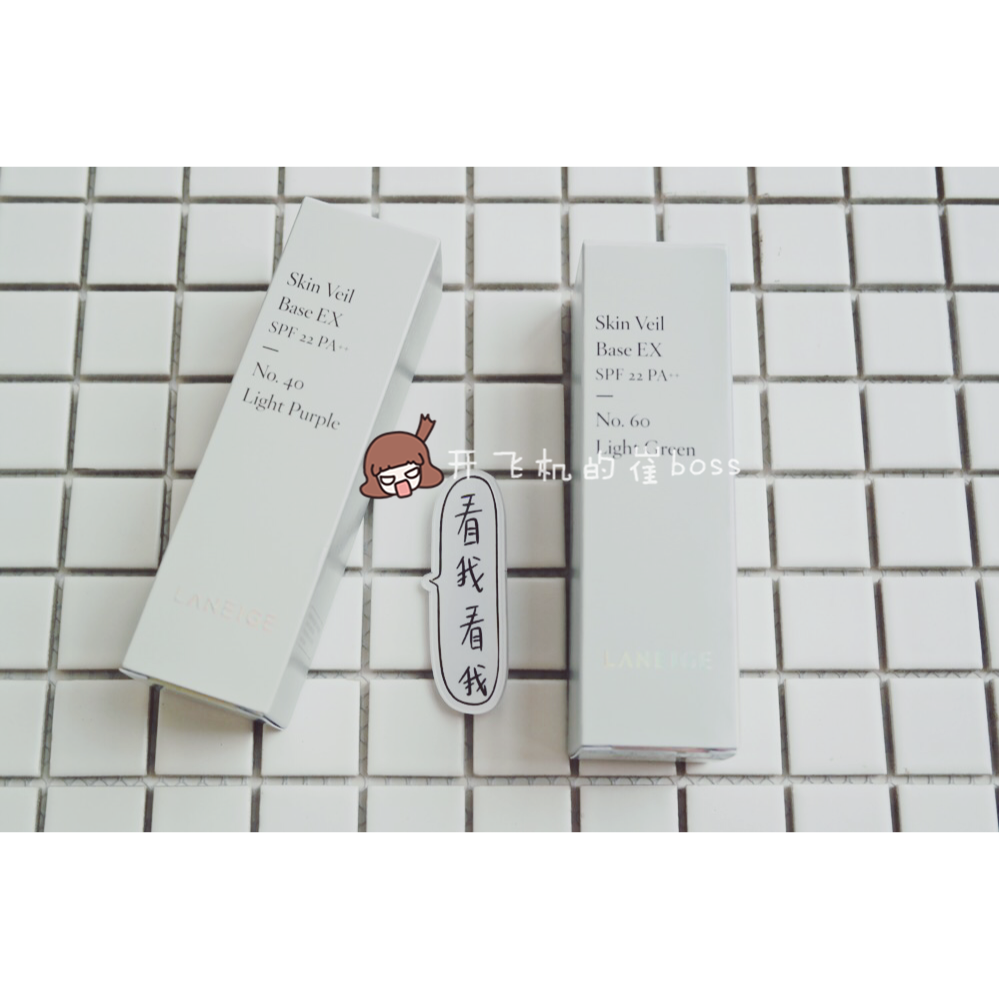 Skin Veil
Base EX
SPF 22 PA++
No. 40
Light Purple
LANEIGE
开飞机的崔boss
看我看我
Skin Veil
Base EX
SPF 22 PA++
No. 60
Light Green
LANEIGE